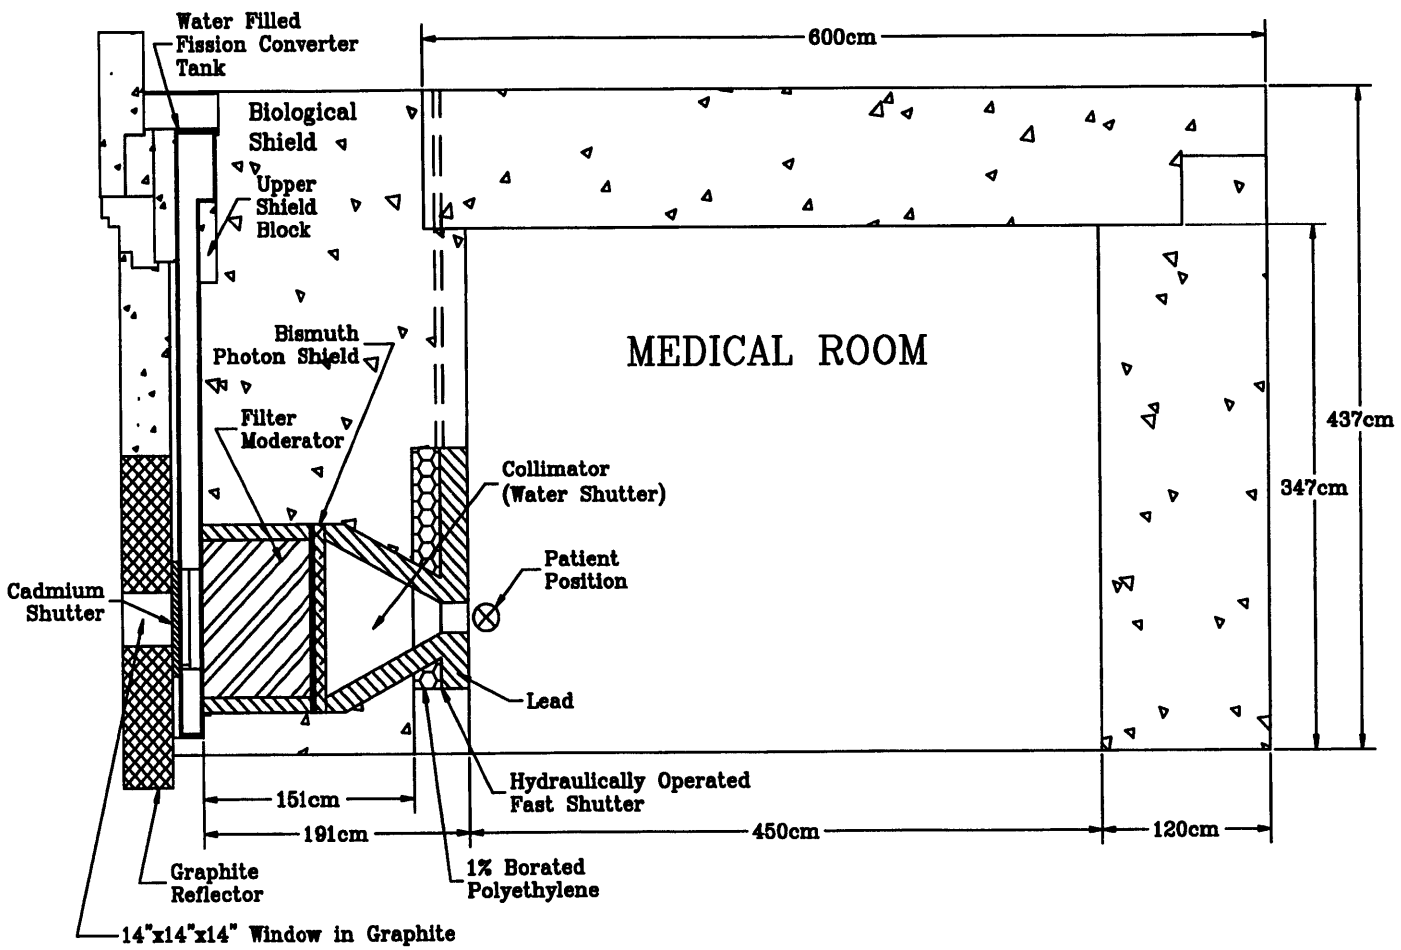 Water Filled
Fission Converter
Tank
600cm
Biological
Shield
Upper
Shield
Block
Bismuth
Photon Shield
MEDICAL ROOM
Filter
Moderator
437cm
Collimator
(Water Shutter)
347cm
Patient
Position
Cadmium
Shutter
Lead
Hydraulically Operated
Fast Shutter
151cm
191cm
450cm
120cm
1% Borated
Polyethylene
Graphite
Reflector
14"x14"x14" Window in Graphite